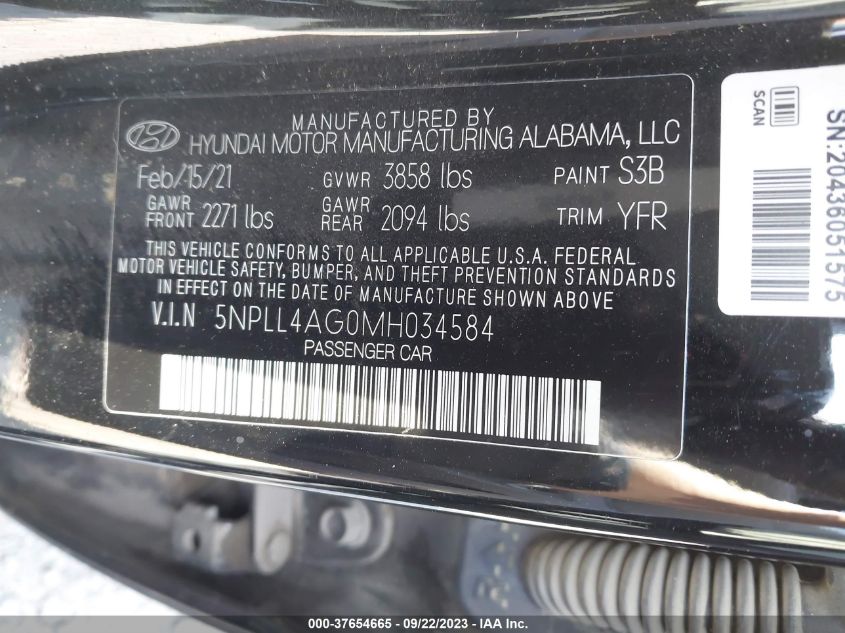 MANUFACTURED BY
HYUNDAI MOTOR MANUFACTURING ALABAMA, LLC
Feb/15/21 GVWR 3858 lbs PAINT S3B
GAWR FRONT 2271 lbs GAWR REAR 2094 lbs TRIM YFR
THIS VEHICLE CONFORMS TO ALL APPLICABLE U.S.A. FEDERAL
MOTOR VEHICLE SAFETY, BUMPER, AND THEFT PREVENTION STANDARDS
IN EFFECT ON THE DATE OF MANUFACTURE SHOWN ABOVE
V.I.N 5NPLL4AG0MH034584
PASSENGER CAR
SCAN
SN:20436051575
000-37654665 - 09/22/2023 - IAA Inc.